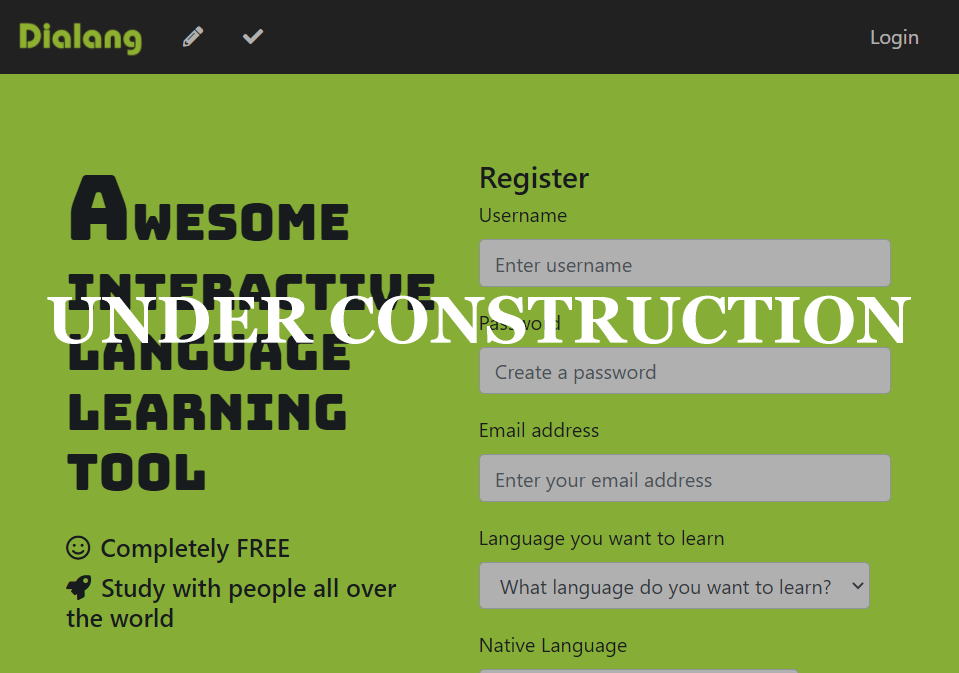 Dialang
Login
Awesome
interactive
language
learning
tool
UNDER CONSTRUCTION
Completely FREE
Study with people all over
the world
Register
Username
Enter username
Password
Create a password
Email address
Enter your email address
Language you want to learn
What language do you want to learn?
Native Language